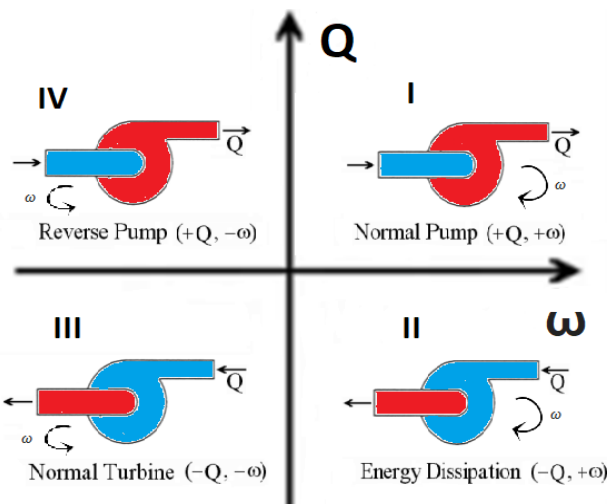 Q
IV
I
Q
Q
ω
ω
Reverse Pump (+Q, −ω)
Normal Pump (+Q, +ω)
III
II
ω
Q
Q
ω
ω
Normal Turbine (−Q, −ω)
Energy Dissipation (−Q, +ω)